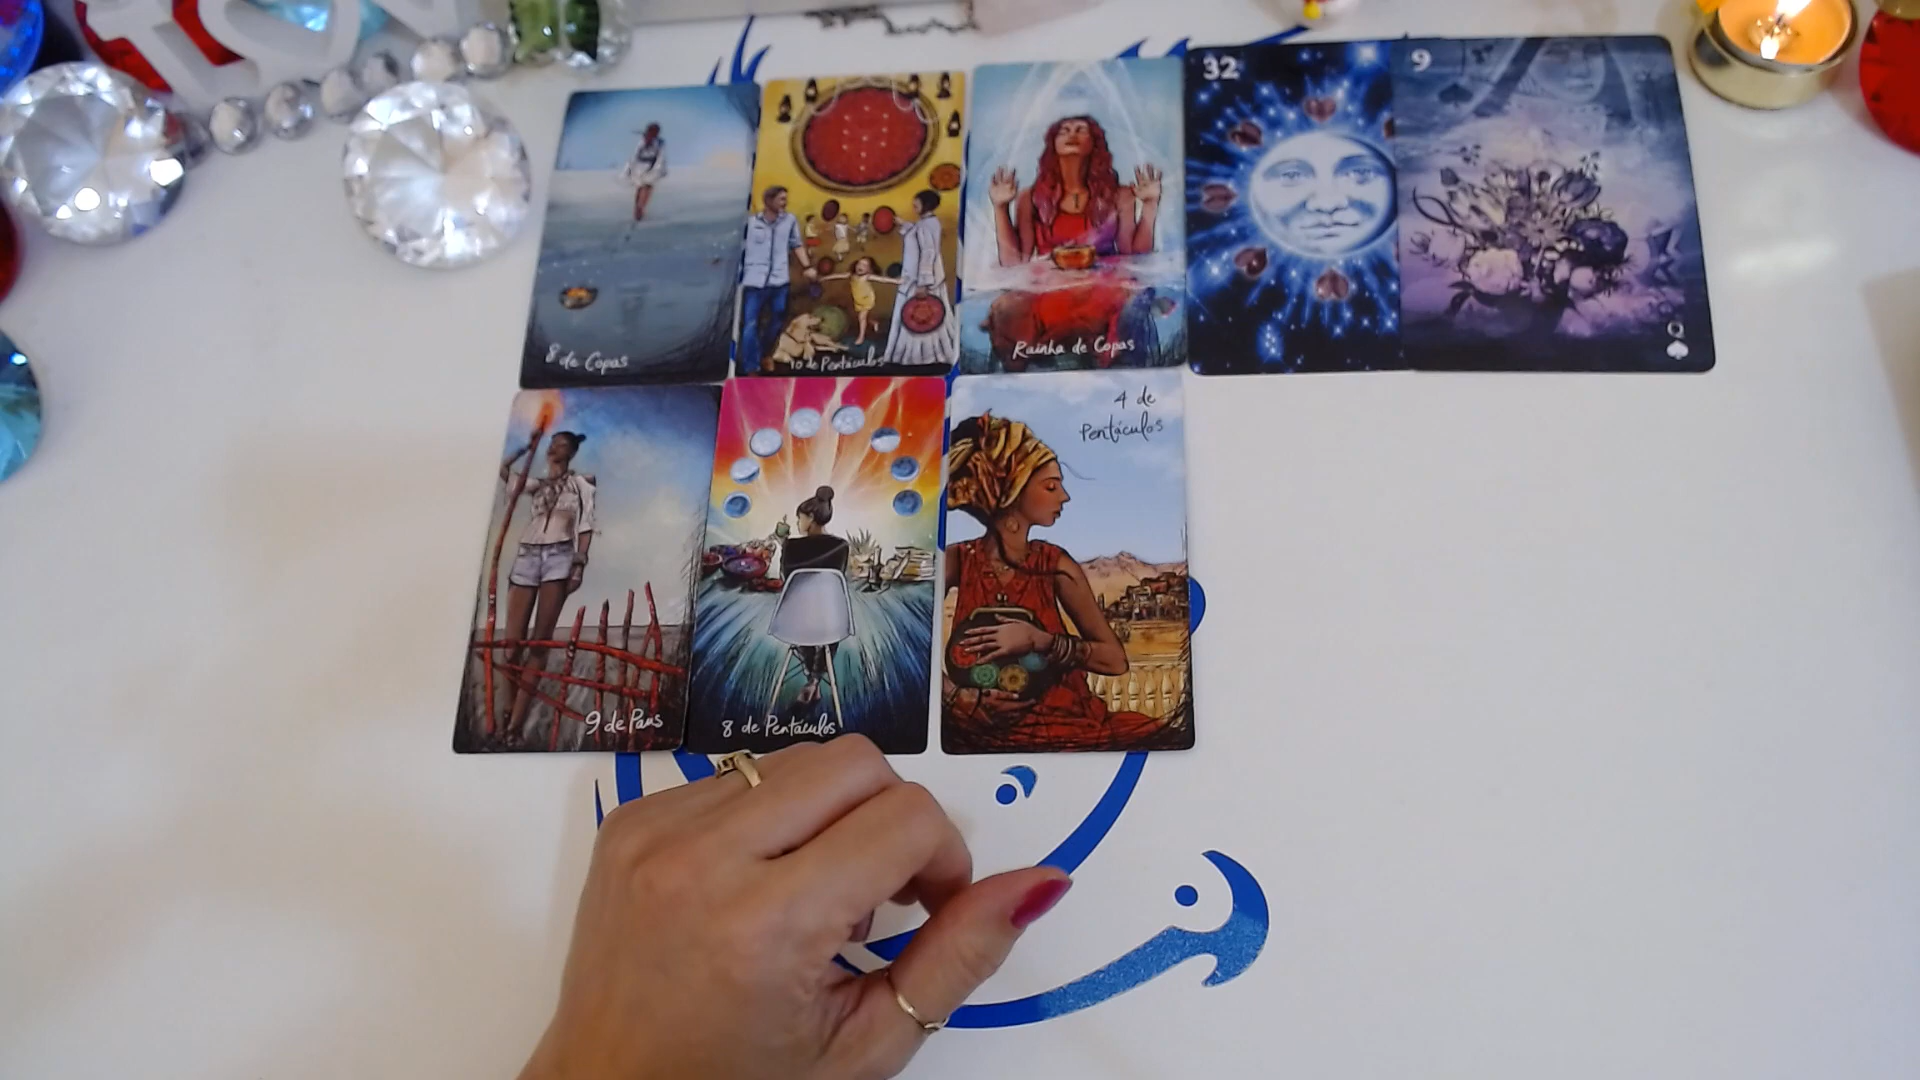 8 de Copas
10 de Pentáculos
Rainha de Copas
32
9
Q
9 de Paus
8 de Pentáculos
4 de
Pentáculos